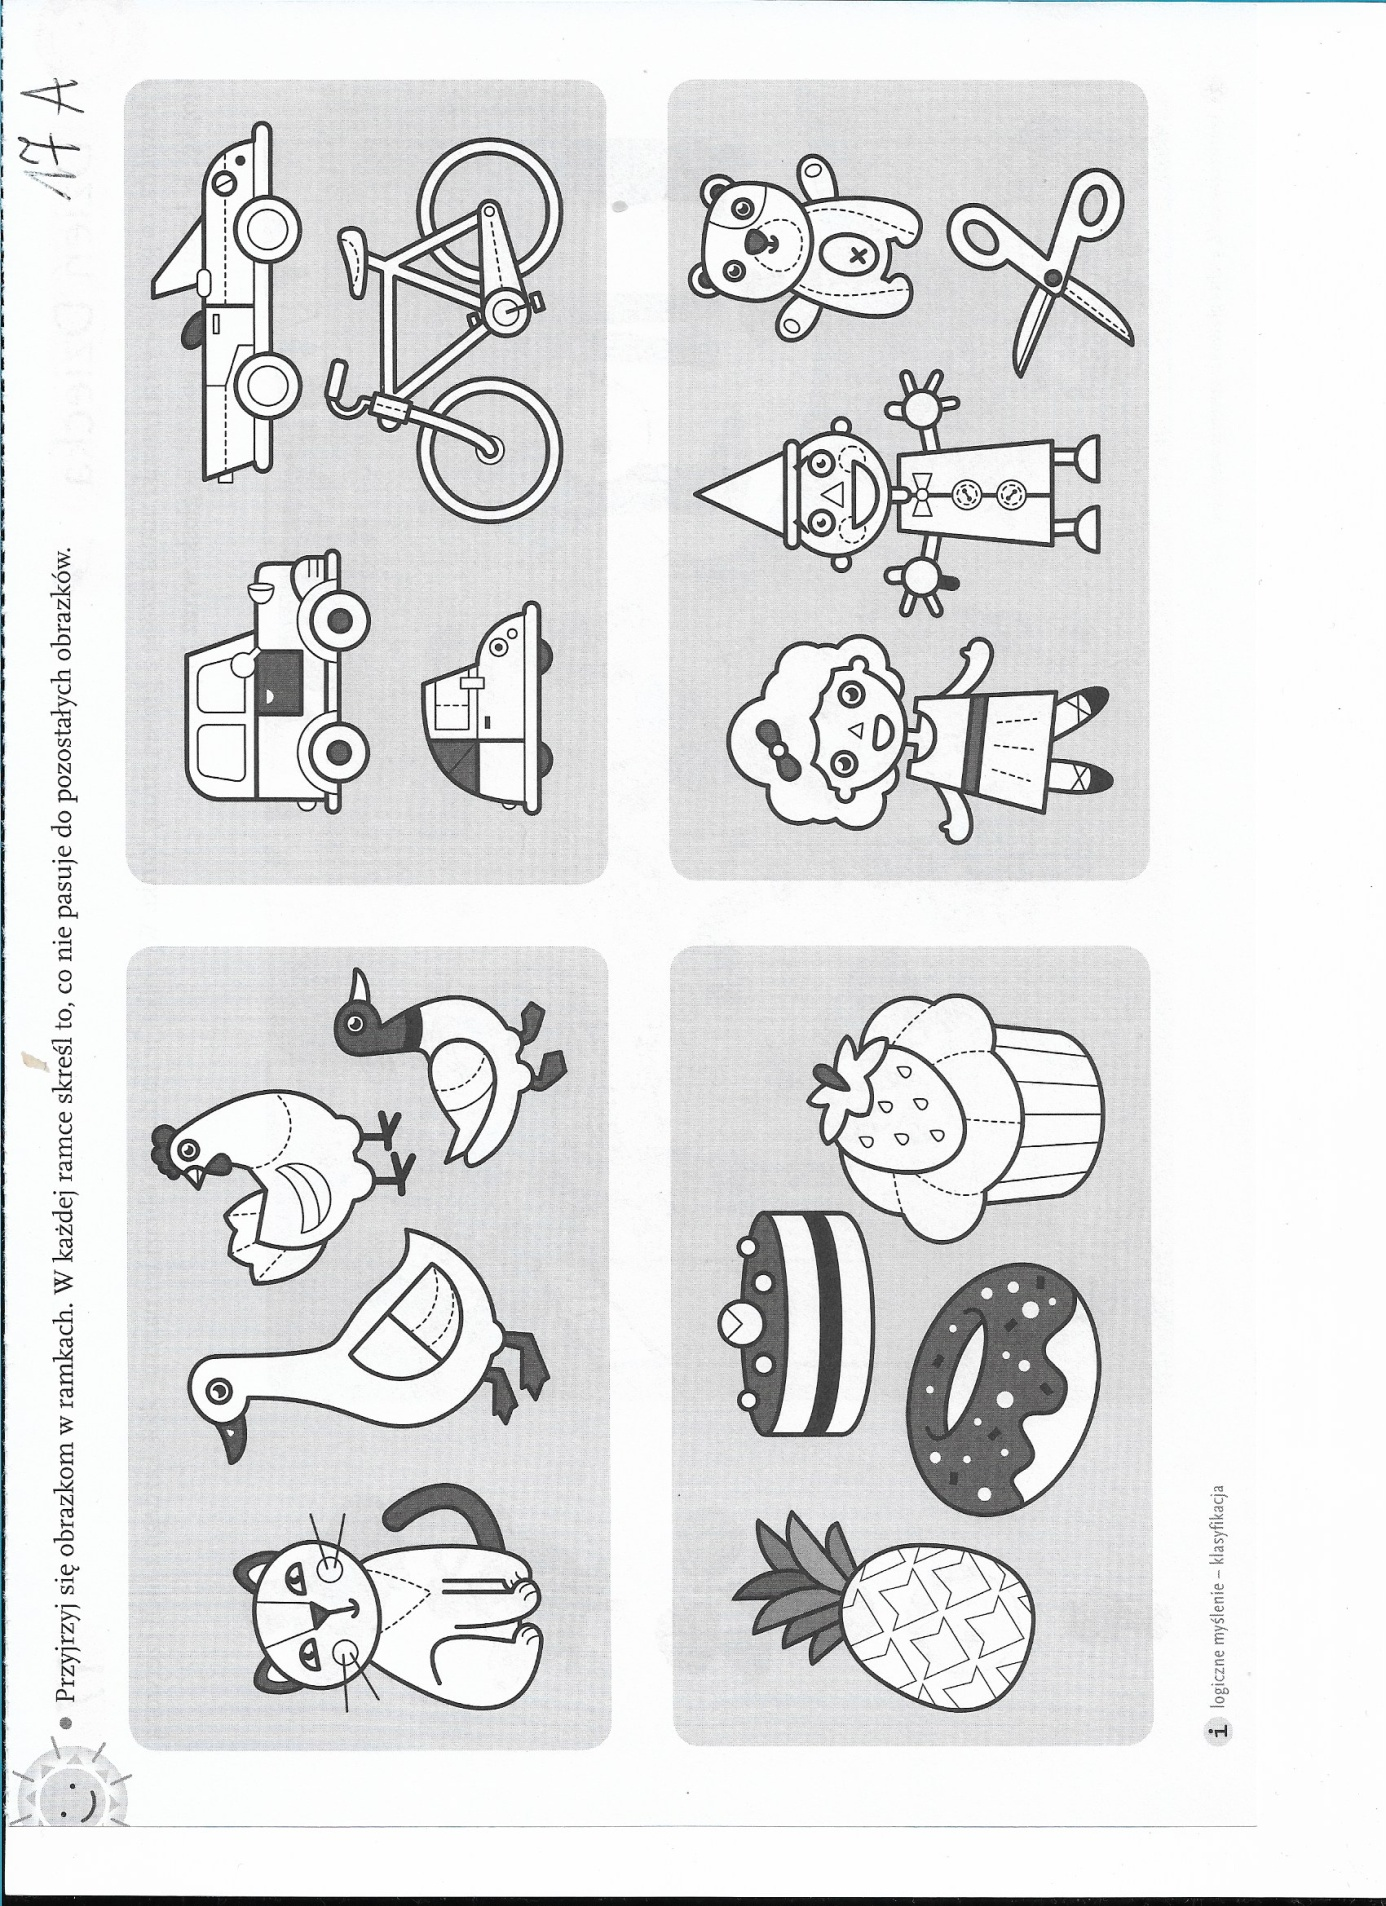 17 A
• Przyjrzyj się obrazkom w ramkach. W każdej ramce skreśl to, co nie pasuje do pozostałych obrazków.
i logiczne myślenie – klasyfikacja